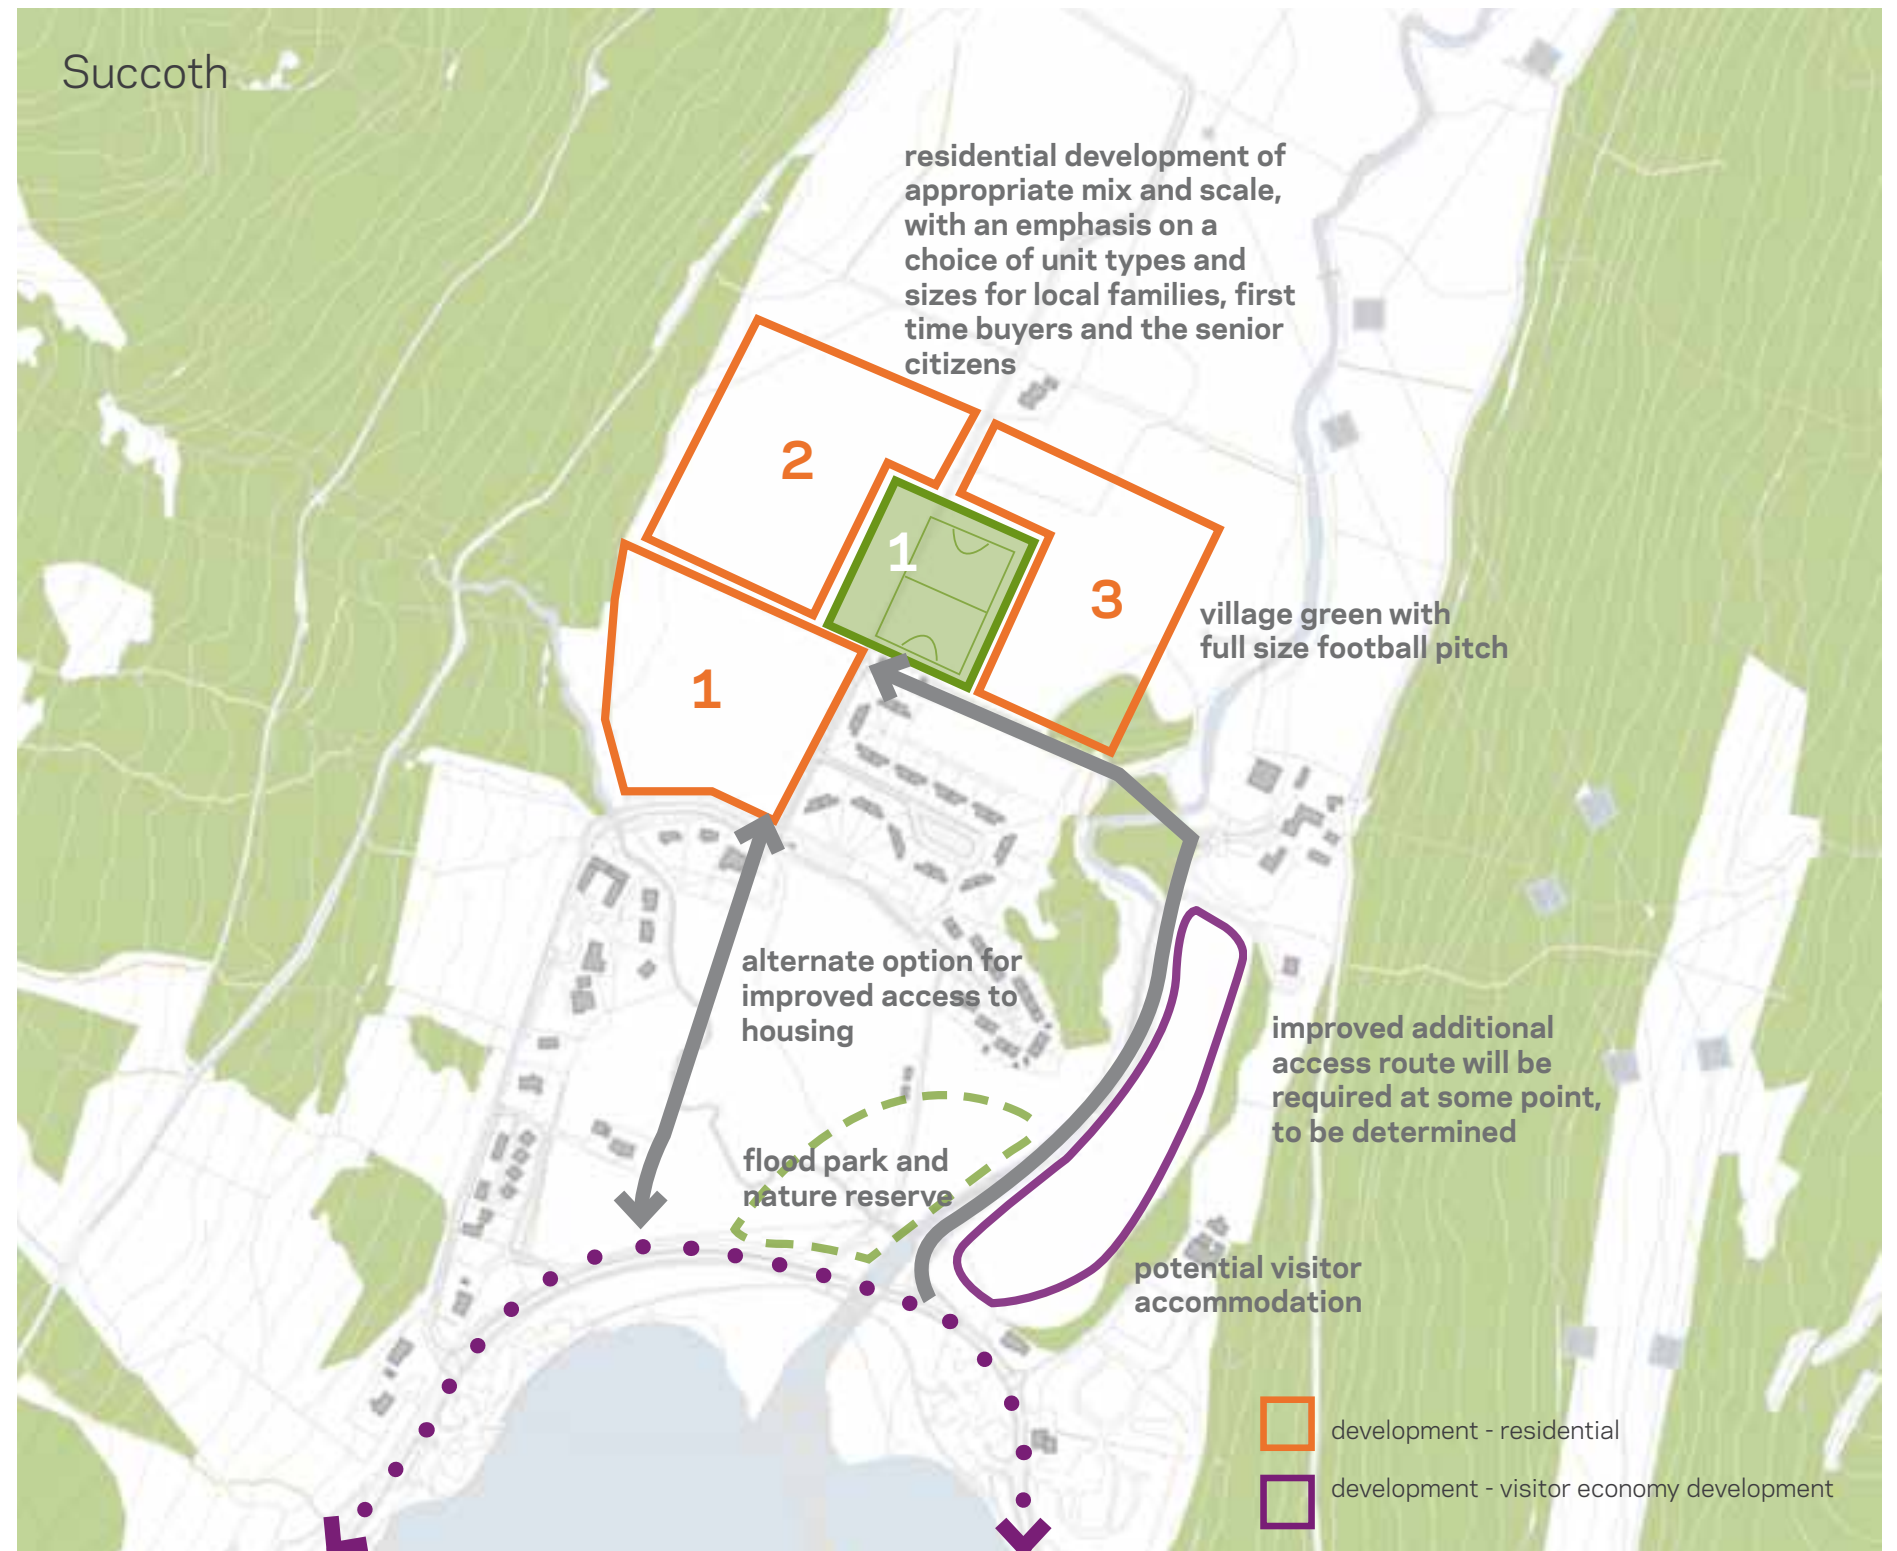 Succoth
residential development of
appropriate mix and scale,
with an emphasis on a
choice of unit types and
sizes for local families, first
time buyers and the senior
citizens
2
1
3
village green with
full size football pitch
1
alternate option for
improved access to
housing
improved additional
access route will be
required at some point,
to be determined
flood park and
nature reserve
potential visitor
accommodation
development - residential
development - visitor economy development